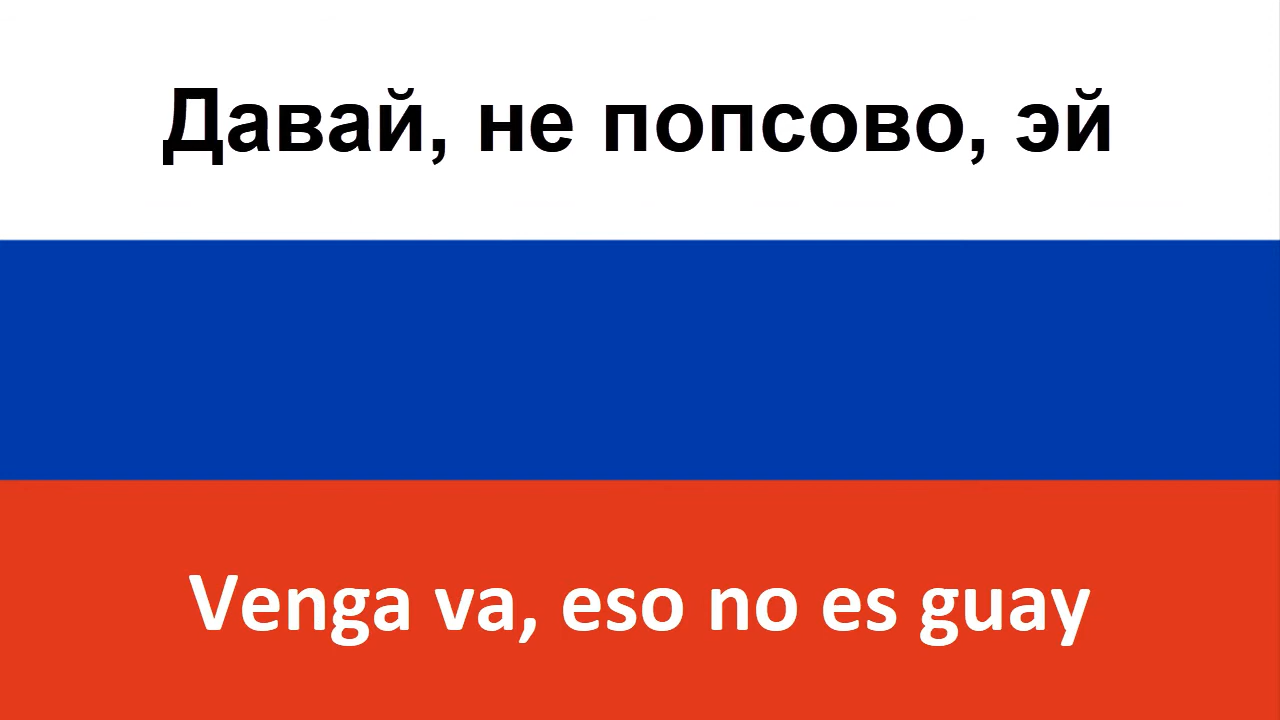 Давай, не попсово, эй
Venga va, eso no es guay